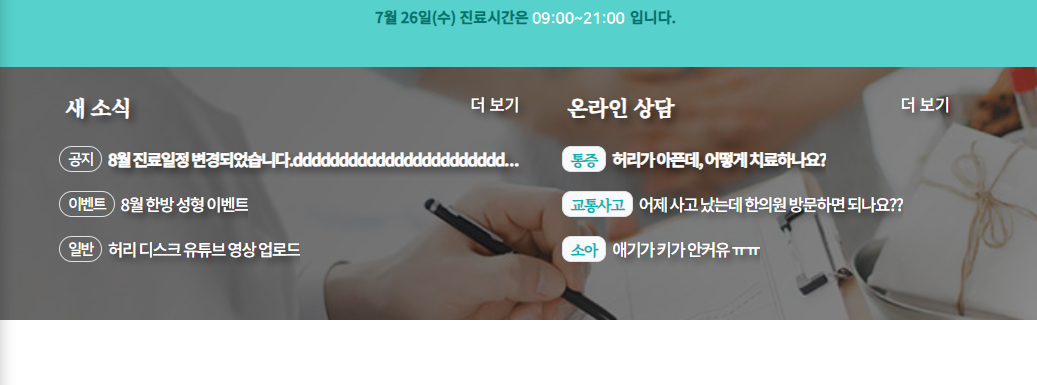 7월 26일(수) 진료시간은 09:00~21:00 입니다.
새 소식 더 보기
공지 8월 진료일정 변경되었습니다.ddddddddddddddddddddddd...
이벤트 8월 한방 성형 이벤트
일반 허리 디스크 유튜브 영상 업로드
온라인 상담 더 보기
통증 허리가 아픈데, 어떻게 치료하나요?
교통사고 어제 사고 났는데 한의원 방문하면 되나요??
소아 애기가 키가 안커유 ㅠㅠ